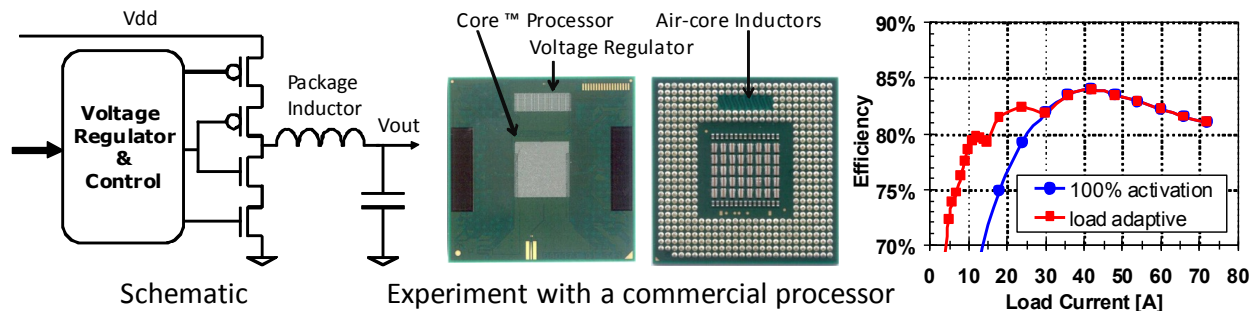 Vdd
Voltage
Regulator
&
Control
Package
Inductor
Vout
Schematic
Core ™ Processor
Voltage Regulator
Air-core Inductors
Experiment with a commercial processor
Efficiency
90%
85%
80%
75%
70%
100% activation
load adaptive
0 10 20 30 40 50 60 70 80
Load Current [A]